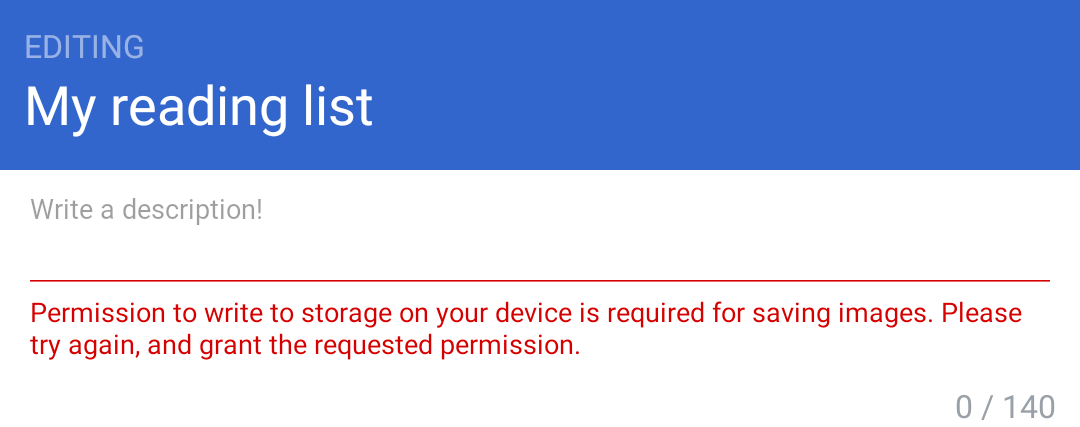 EDITING
My reading list
Write a description!
Permission to write to storage on your device is required for saving images. Please
try again, and grant the requested permission.
0 / 140